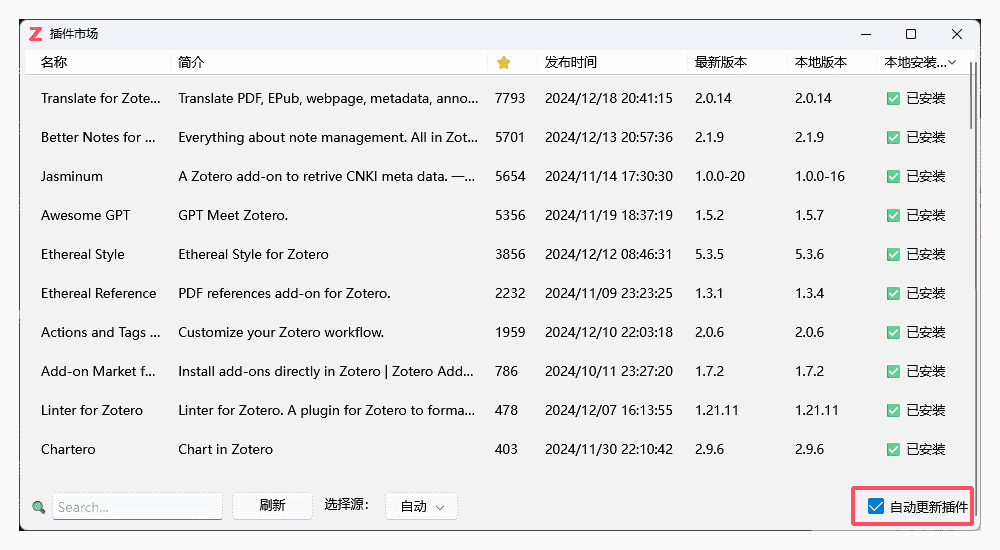 Z 插件市场
名称 简介 发布时间 最新版本 本地版本 本地安装...
Translate for Zote... Translate PDF, EPub, webpage, metadata, anno... 7793 2024/12/18 20:41:15 2.0.14 2.0.14 已安装
Better Notes for ... Everything about note management. All in Zot... 5701 2024/12/13 20:57:36 2.1.9 2.1.9 已安装
Jasminum A Zotero add-on to retrive CNKI meta data. 一... 5654 2024/11/14 17:30:30 1.0.0-20 1.0.0-16 已安装
Awesome GPT GPT Meet Zotero. 5356 2024/11/19 18:37:19 1.5.2 1.5.7 已安装
Ethereal Style Ethereal Style for Zotero 3856 2024/12/12 08:46:31 5.3.5 5.3.6 已安装
Ethereal Reference PDF references add-on for Zotero. 2232 2024/11/09 23:23:25 1.3.1 1.3.4 已安装
Actions and Tags ... Customize your Zotero workflow. 1959 2024/12/10 22:03:18 2.0.6 2.0.6 已安装
Add-on Market f... Install add-ons directly in Zotero | Zotero Add... 786 2024/10/11 23:27:20 1.7.2 1.7.2 已安装
Linter for Zotero Linter for Zotero. A plugin for Zotero to forma... 478 2024/12/07 16:13:55 1.21.11 1.21.11 已安装
Chartero Chart in Zotero 403 2024/11/30 22:10:42 2.9.6 2.9.6 已安装
Search... 刷新 选择源: 自动 自动更新插件